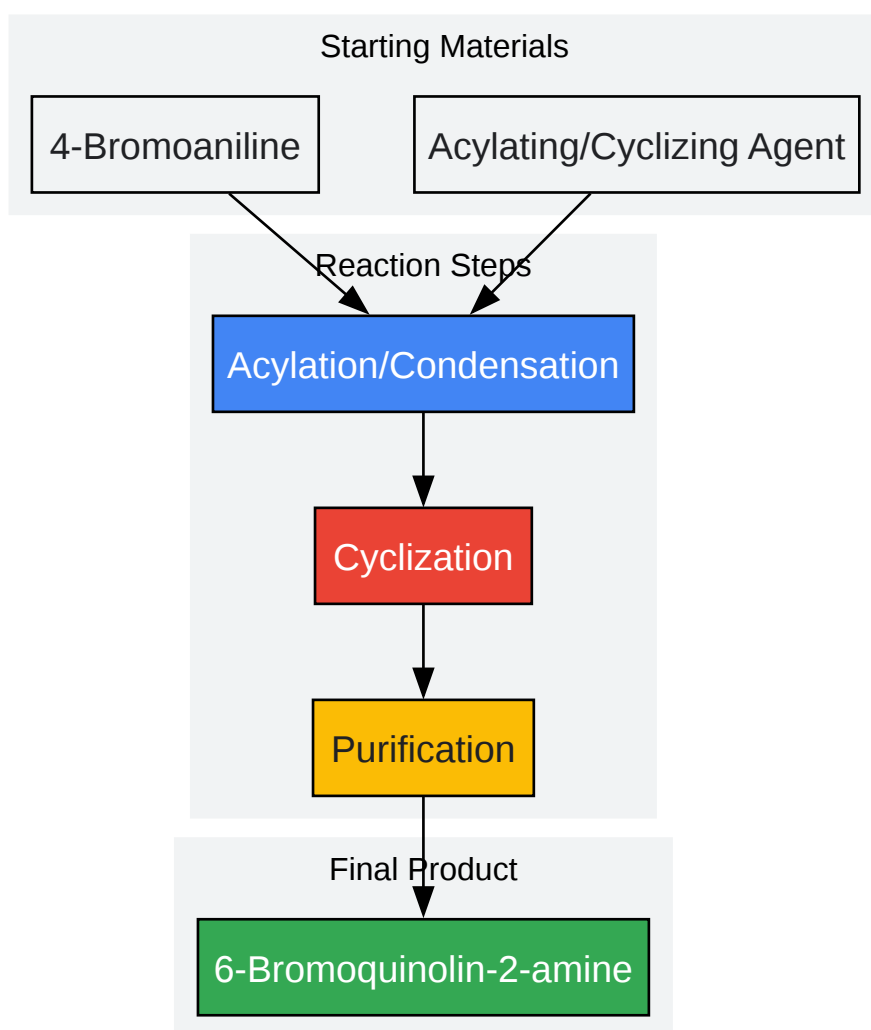 Starting Materials
4-Bromoaniline
Acylating/Cyclizing Agent
Reaction Steps
Acylation/Condensation
Cyclization
Purification
Final Product
6-Bromoquinolin-2-amine